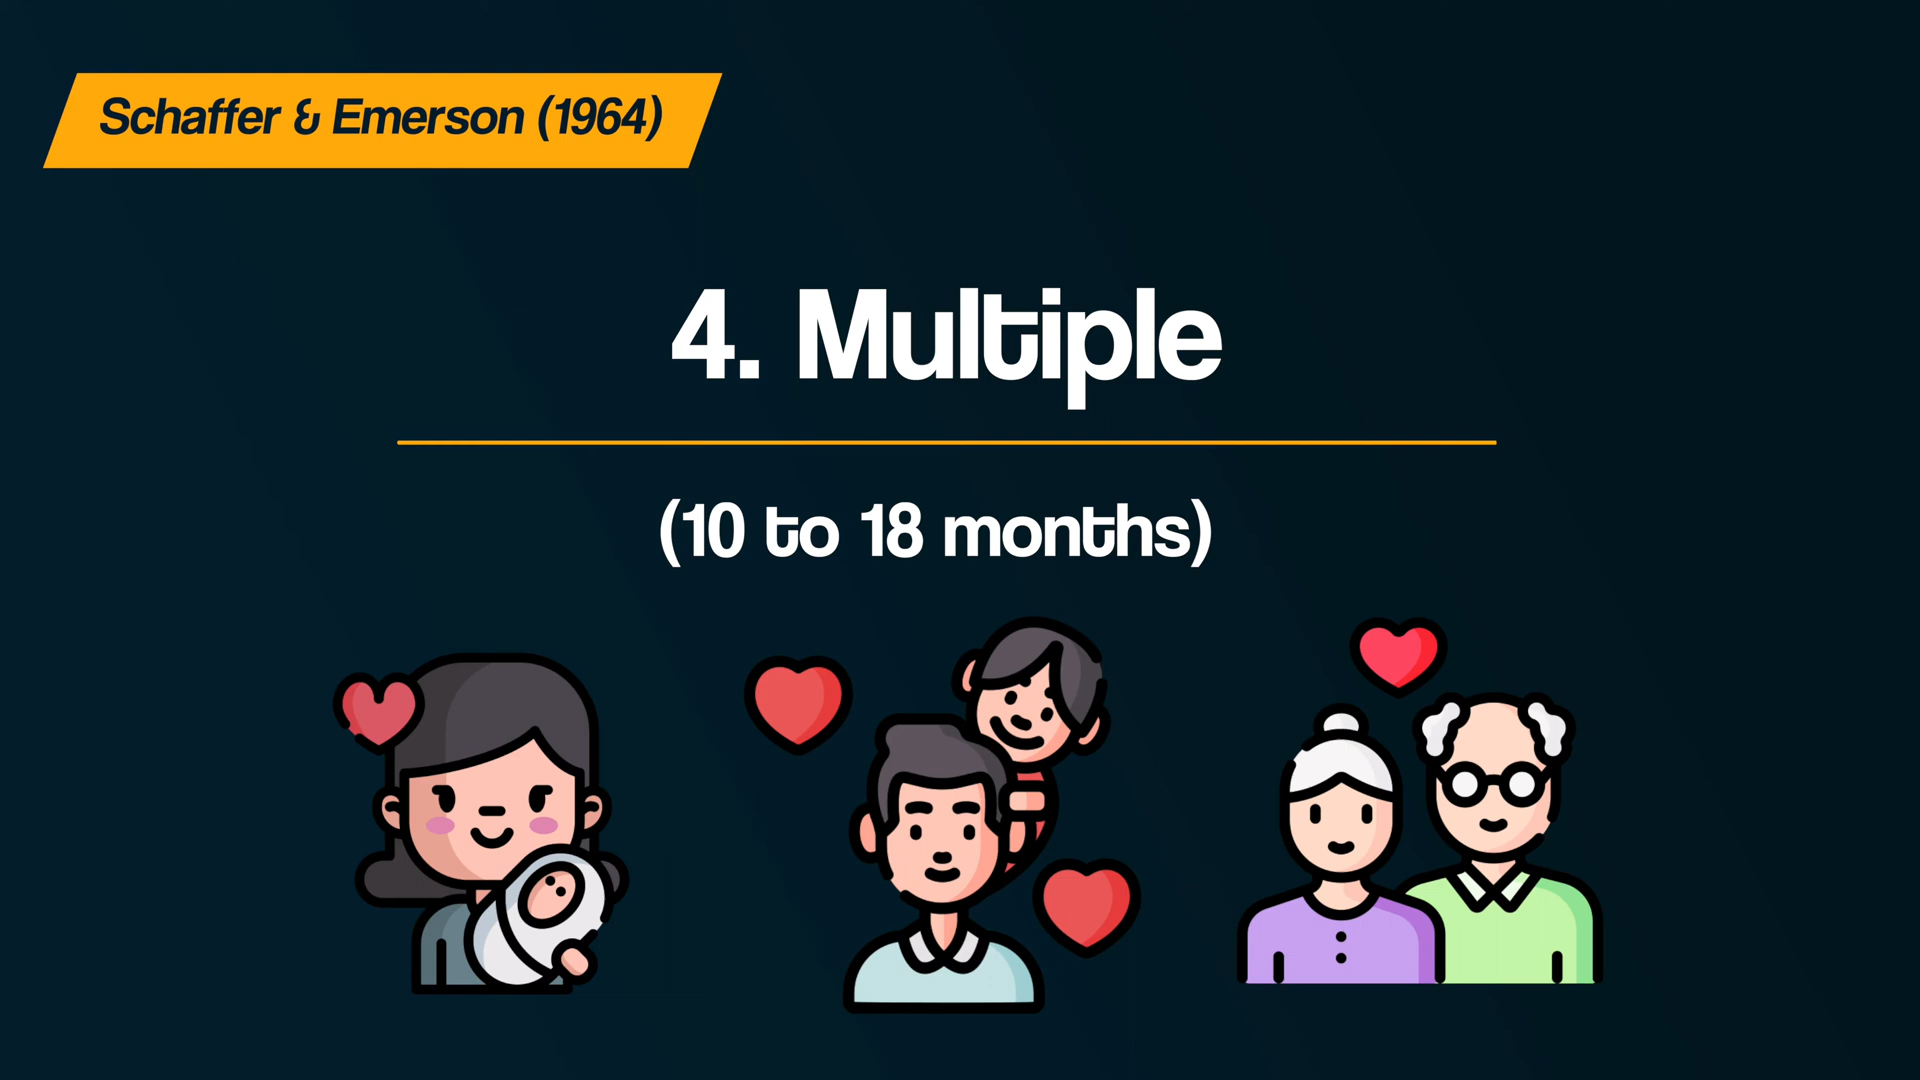 Schaffer & Emerson (1964)
4. Multiple
(10 to 18 months)